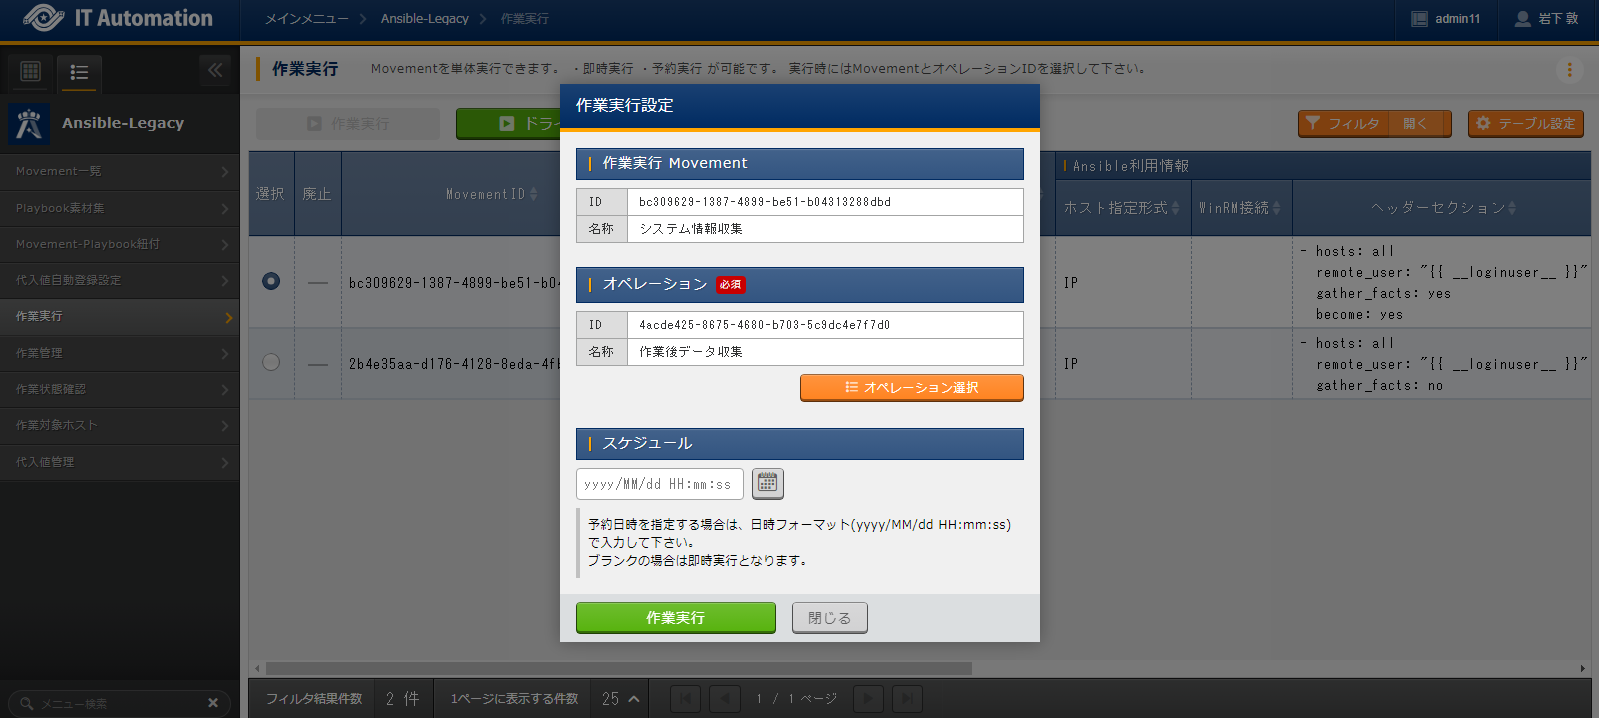 IT Automation
メインメニュー
Ansible-Legacy
作業実行
admin11
岩下 敦
作業実行
Movementを単体実行できます。 ・即時実行 ・予約実行 が可能です。 実行時にはMovementとオペレーションIDを選択して下さい。
Ansible-Legacy
Movement一覧
Playbook素材集
Movement-Playbook紐付
代入値自動登録設定
作業実行
作業管理
作業状態確認
作業対象ホスト
代入値管理
メニュー検索
作業実行
ドライ
フィルタ
開く
テーブル設定
選択
廃止
MovementID
Ansible利用情報
ホスト指定形式
WinRM接続
ヘッダーセクション
bc309629-1387-4899-be51-b04
IP
- hosts: all
remote_user: "{{ __loginuser__ }}"
gather_facts: yes
become: yes
2b4e35aa-d176-4128-8eda-4f
IP
- hosts: all
remote_user: "{{ __loginuser__ }}"
gather_facts: no
作業実行設定
作業実行 Movement
ID bc309629-1387-4899-be51-b04313288dbd
名称 システム情報収集
オペレーション 必須
ID 4acde425-8675-4680-b703-5c9dc4e7f7d0
名称 作業後データ収集
オペレーション選択
スケジュール
yyyy/MM/dd HH:mm:ss
予約日時を指定する場合は、日時フォーマット(yyyy/MM/dd HH:mm:ss)
で入力して下さい。
ブランクの場合は即時実行となります。
作業実行
閉じる
フィルタ結果件数 2 件
1ページに表示する件数 25
1 / 1 ページ